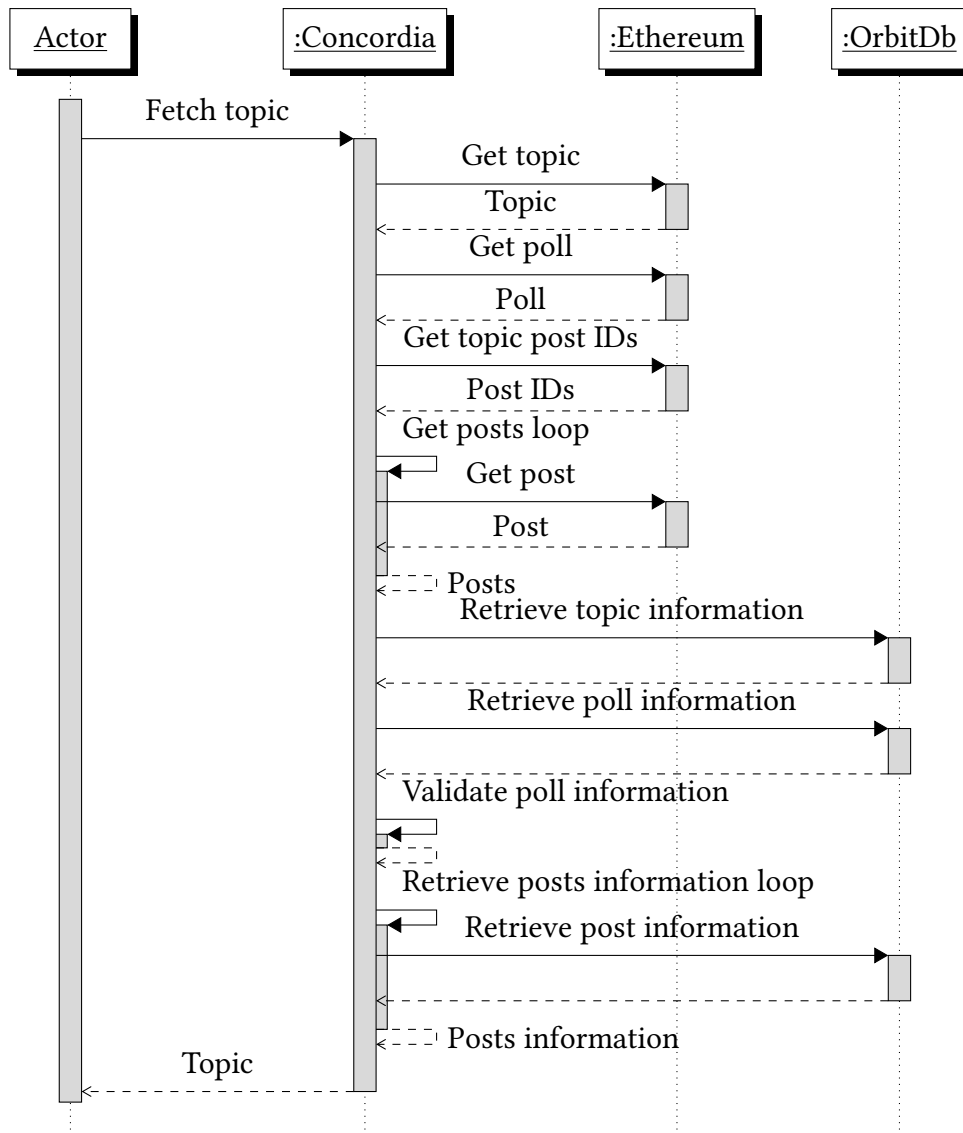 Actor
:Concordia
:Ethereum
:OrbitDb
Fetch topic
Get topic
Topic
Get poll
Poll
Get topic post IDs
Post IDs
Get posts loop
Get post
Post
Posts
Retrieve topic information
Retrieve poll information
Validate poll information
Retrieve posts information loop
Retrieve post information
Posts information
Topic